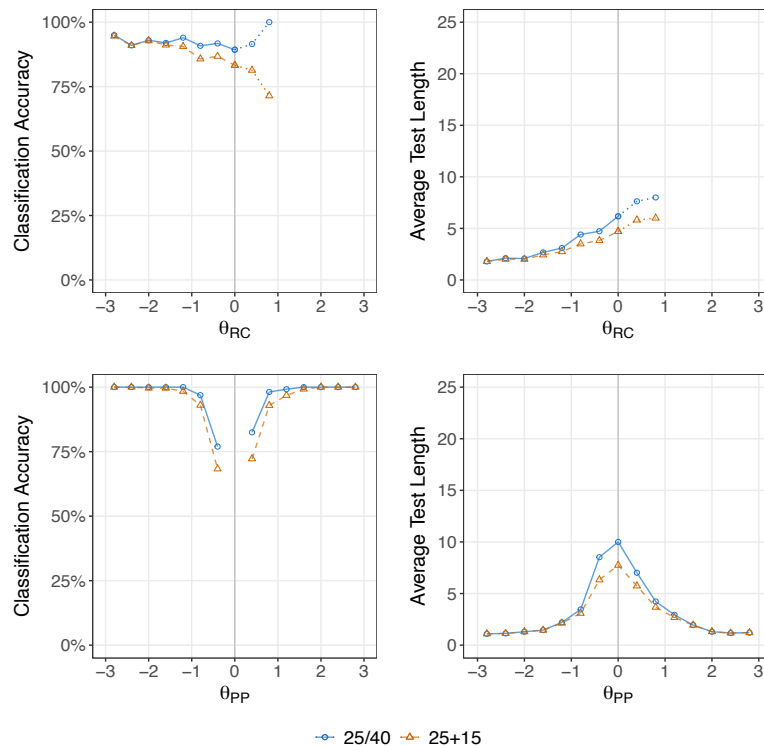 Classification Accuracy
100%
75%
50%
25%
0%
−3 −2 −1 0 1 2 3
θRC
Average Test Length
25
20
15
10
5
0
−3 −2 −1 0 1 2 3
θRC
Classification Accuracy
100%
75%
50%
25%
0%
−3 −2 −1 0 1 2 3
θPP
Average Test Length
25
20
15
10
5
0
−3 −2 −1 0 1 2 3
θPP
25/40 25+15